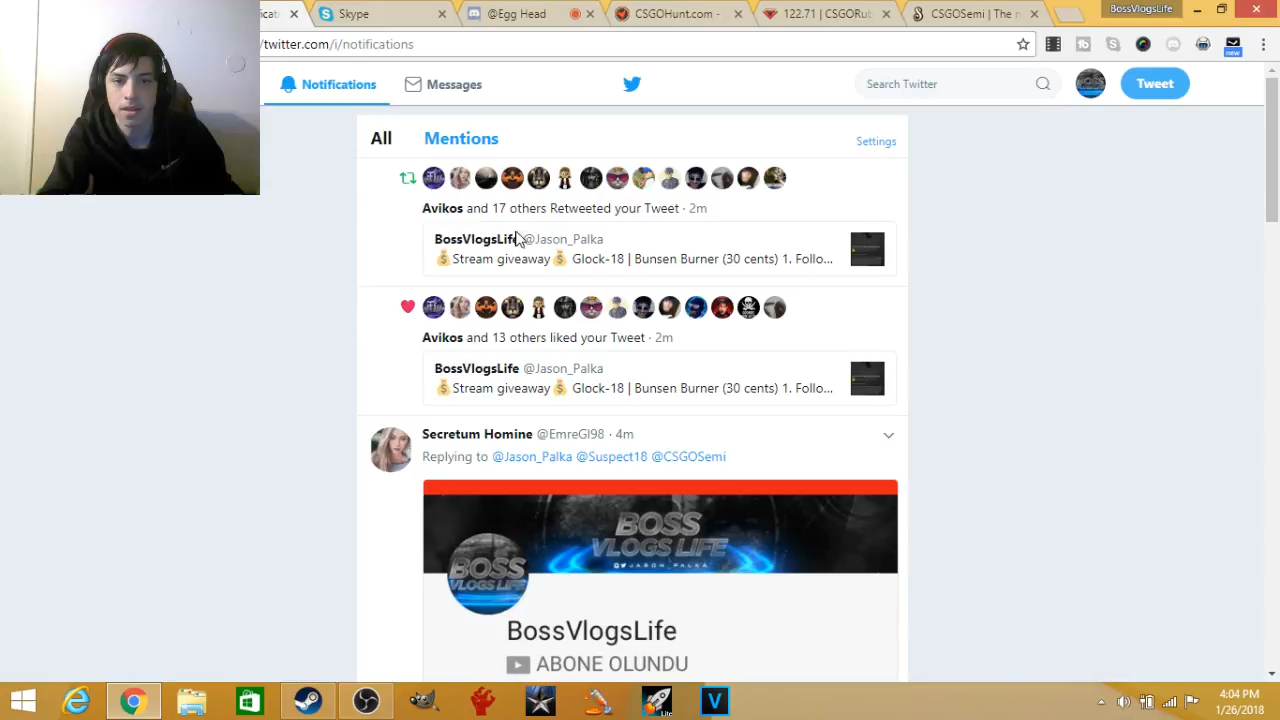 Skype
@Egg Head
CSGOHunt.com -
122.71 | CSGORu
CSGOSemi | The n
BossVlogsLife
twitter.com/i/notifications
new
Notifications
Messages
Search Twitter
Tweet
All
Mentions
Settings
Avikos and 17 others Retweeted your Tweet · 2m
BossVlogsLife @Jason_Palka
💰Stream giveaway💰 Glock-18 | Bunsen Burner (30 cents) 1. Follo...
Avikos and 13 others liked your Tweet · 2m
BossVlogsLife @Jason_Palka
💰Stream giveaway💰 Glock-18 | Bunsen Burner (30 cents) 1. Follo...
Secretum Homine @EmreGl98 · 4m
Replying to @Jason_Palka @Suspect18 @CSGOSemi
BOSS
VLOGS LIFE
@JASON_PALKA
BOSS
VLOGS LIFE
BossVlogsLife
ABONE OLUNDU
Lite
4:04 PM
1/26/2018